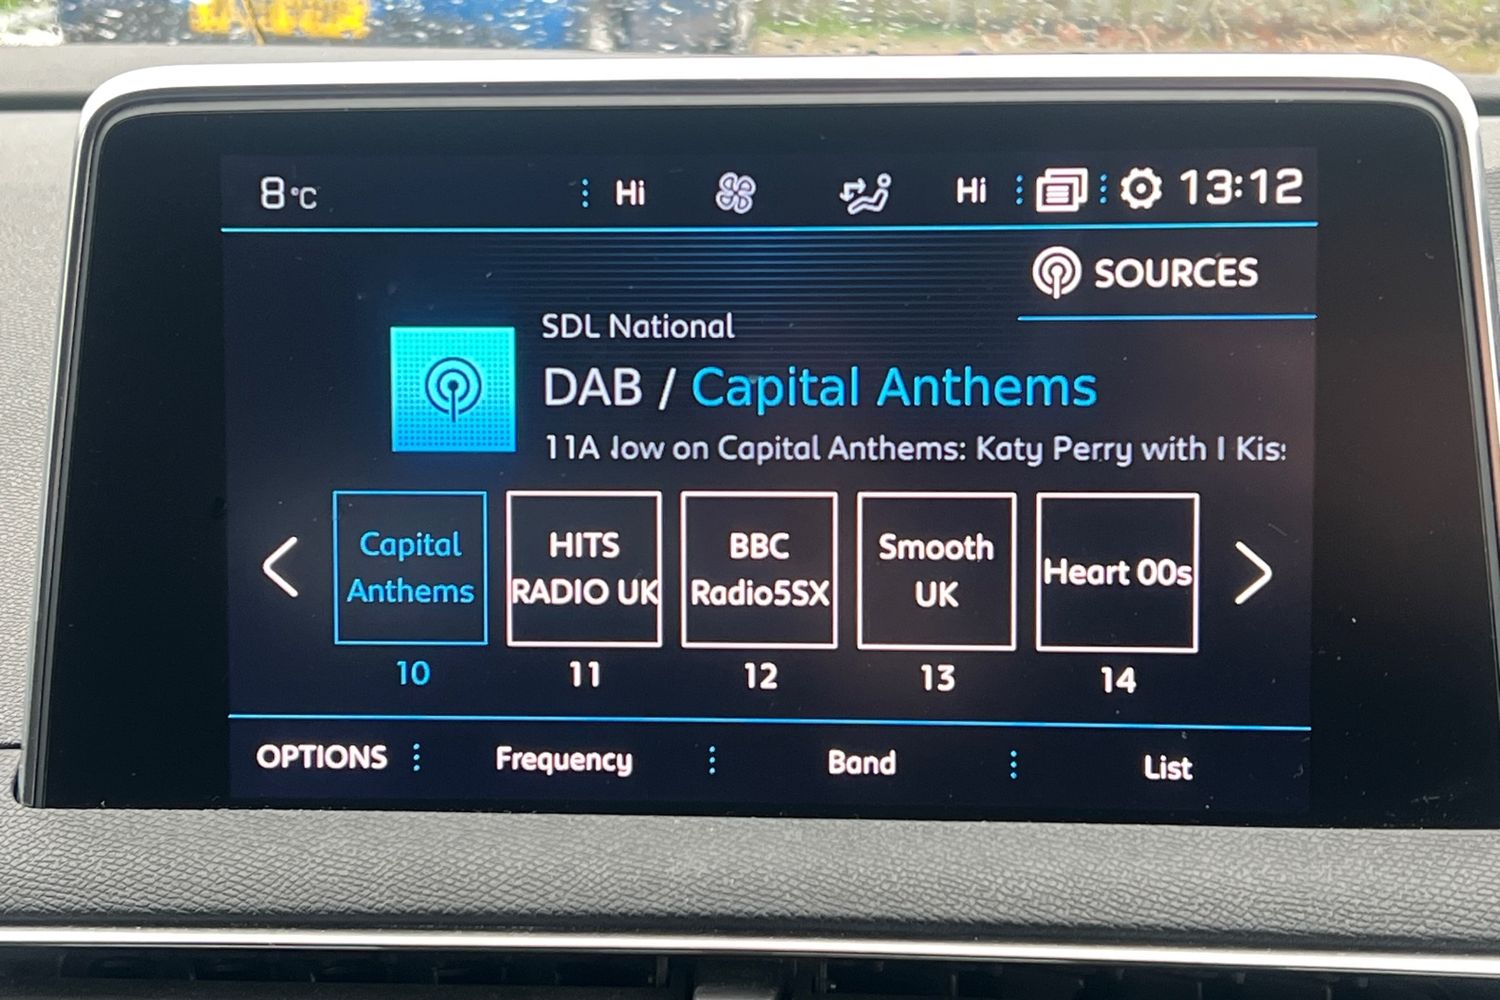 8°C Hi Hi 13:12
SOURCES
SDL National
DAB / Capital Anthems
11A low on Capital Anthems: Katy Perry with I Kis
Capital
Anthems
HITS
RADIO UK
BBC
Radio5SX
Smooth
UK
Heart 00s
10 11 12 13 14
OPTIONS Frequency Band List